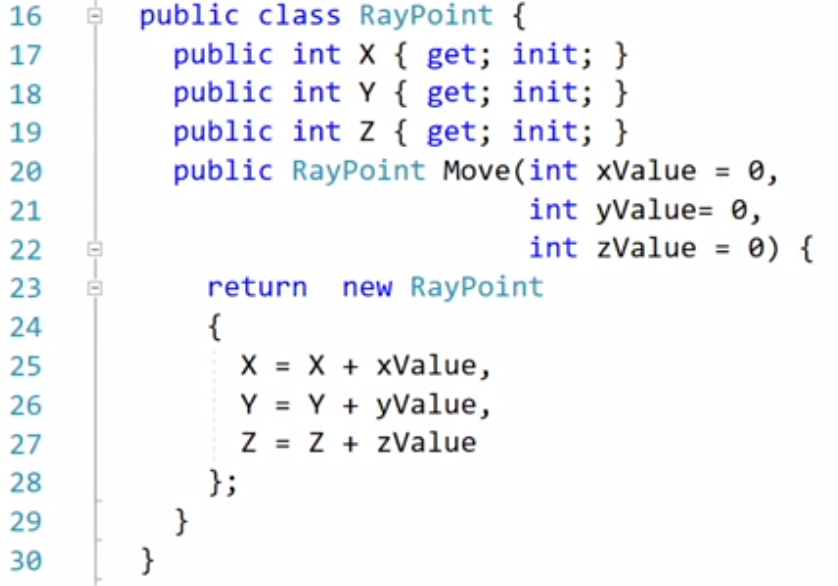 16 public class RayPoint {
17 public int X { get; init; }
18 public int Y { get; init; }
19 public int Z { get; init; }
20 public RayPoint Move(int xValue = 0,
21 int yValue= 0,
22 int zValue = 0) {
23 return  new RayPoint
24 {
25 X = X + xValue,
26 Y = Y + yValue,
27 Z = Z + zValue
28 };
29 }
30 }